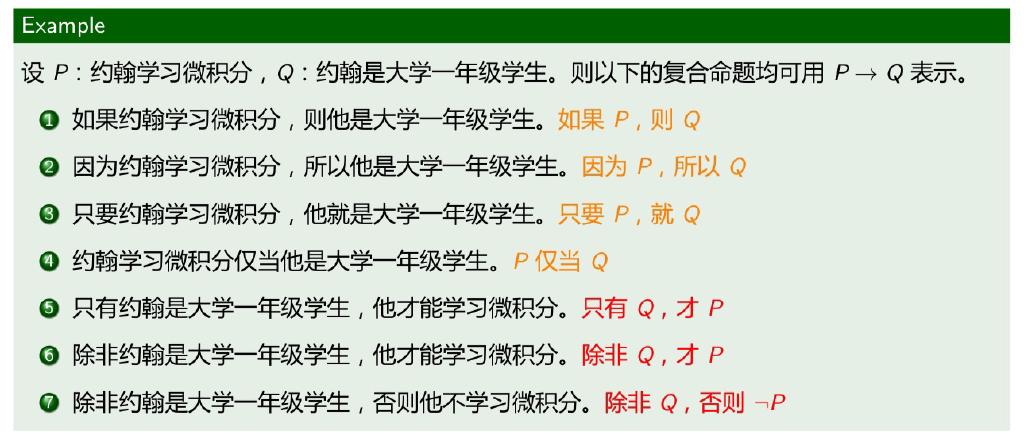 Example
设 P：约翰学习微积分，Q：约翰是大学一年级学生。则以下的复合命题均可用 P → Q 表示。
1 如果约翰学习微积分，则他是大学一年级学生。如果 P，则 Q
2 因为约翰学习微积分，所以他是大学一年级学生。因为 P，所以 Q
3 只要约翰学习微积分，他就是大学一年级学生。只要 P，就 Q
4 约翰学习微积分仅当他是大学一年级学生。P 仅当 Q
5 只有约翰是大学一年级学生，他才能学习微积分。只有 Q，才 P
6 除非约翰是大学一年级学生，他才能学习微积分。除非 Q，才 P
7 除非约翰是大学一年级学生，否则他不学习微积分。除非 Q，否则 ¬P